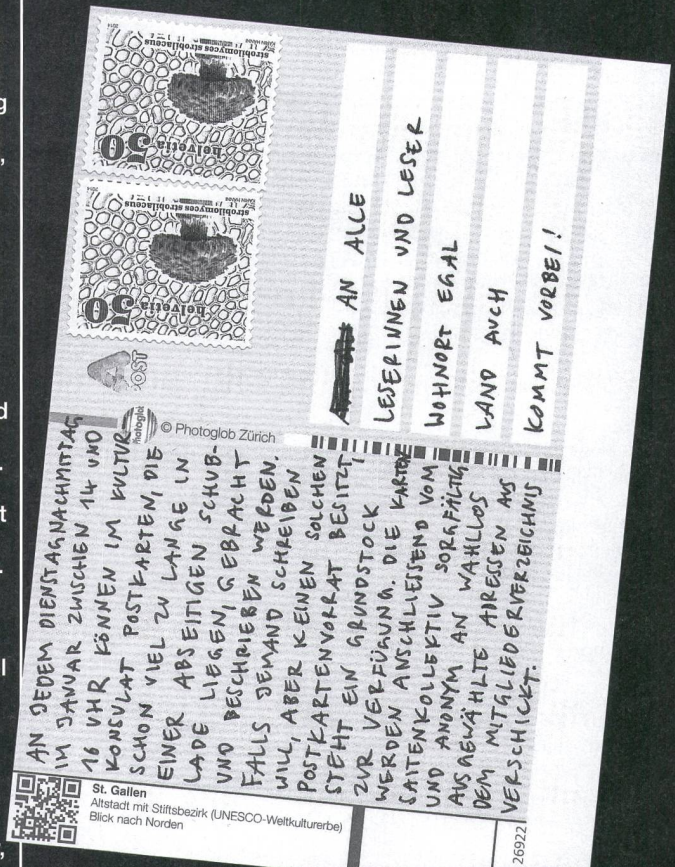 g
,
d
.
t
.
l
,
2014
strobilomyces strobilaceus
helvetia
50
2014
strobilomyces strobilaceus
helvetia
50
POST
Photoglob
© Photoglob Zürich
AN ALLE
LESERINNEN UND LESER
WOHNORT EGAL
LAND AUCH
KOMMT VORBEI!
AN JEDEM DIENSTAGNACHMITTAG
IM JANUAR ZWISCHEN 14 UND
16 UHR KÖNNEN IM KULTUR
KONSULAT POSTKARTEN, DIE
SCHON VIEL ZU LANGE IN
EINER ABSEITIGEN SCHUB-
LADE LIEGEN, GEBRACHT
UND BESCHRIEBEN WERDEN.
FALLS JEMAND SCHREIBEN
WILL, ABER KEINEN SOLCHEN
POSTKARTENVORRAT BESITZT,
STEHT EIN GRUNDSTOCK
ZUR VERFÜGUNG. DIE KARTEN
WERDEN ANSCHLIESSEND VOM
SAITENKOLLEKTIV SORGFÄLTIG
UND ANONYM AN WAHLLOS
AUSGEWÄHLTE ADRESSEN AUS
DEM MITGLIEDERVERZEICHNIS
VERSCHICKT.
St. Gallen
Altstadt mit Stiftsbezirk (UNESCO-Weltkulturerbe)
Blick nach Norden
26922